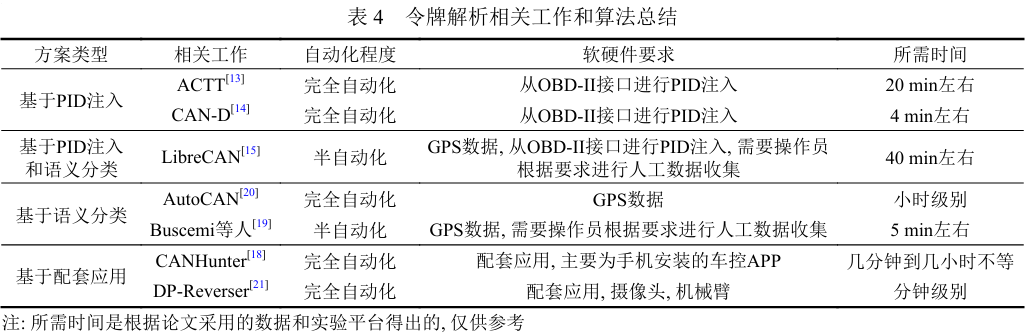 表 4 令牌解析相关工作和算法总结
方案类型 相关工作 自动化程度 软硬件要求 所需时间
基于PID注入 ACTT[13] 完全自动化 从OBD-II接口进行PID注入 20 min左右
CAN-D[14] 完全自动化 从OBD-II接口进行PID注入 4 min左右
基于PID注入和语义分类 LibreCAN[15] 半自动化 GPS数据, 从OBD-II接口进行PID注入, 需要操作员根据要求进行人工数据收集 40 min左右
基于语义分类 AutoCAN[20] 完全自动化 GPS数据 小时级别
Buscemi等人[19] 半自动化 GPS数据, 需要操作员根据要求进行人工数据收集 5 min左右
基于配套应用 CANHunter[18] 完全自动化 配套应用, 主要为手机安装的车控APP 几分钟到几小时不等
DP-Reverser[21] 完全自动化 配套应用, 摄像头, 机械臂 分钟级别
注: 所需时间是根据论文采用的数据和实验平台得出的, 仅供参考